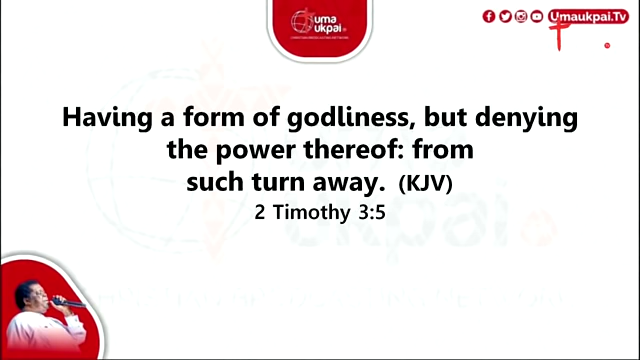 uma
ukpai
Umaukpai.Tv
Having a form of godliness, but denying
the power thereof: from
such turn away. (KJV)
2 Timothy 3:5
ukpai